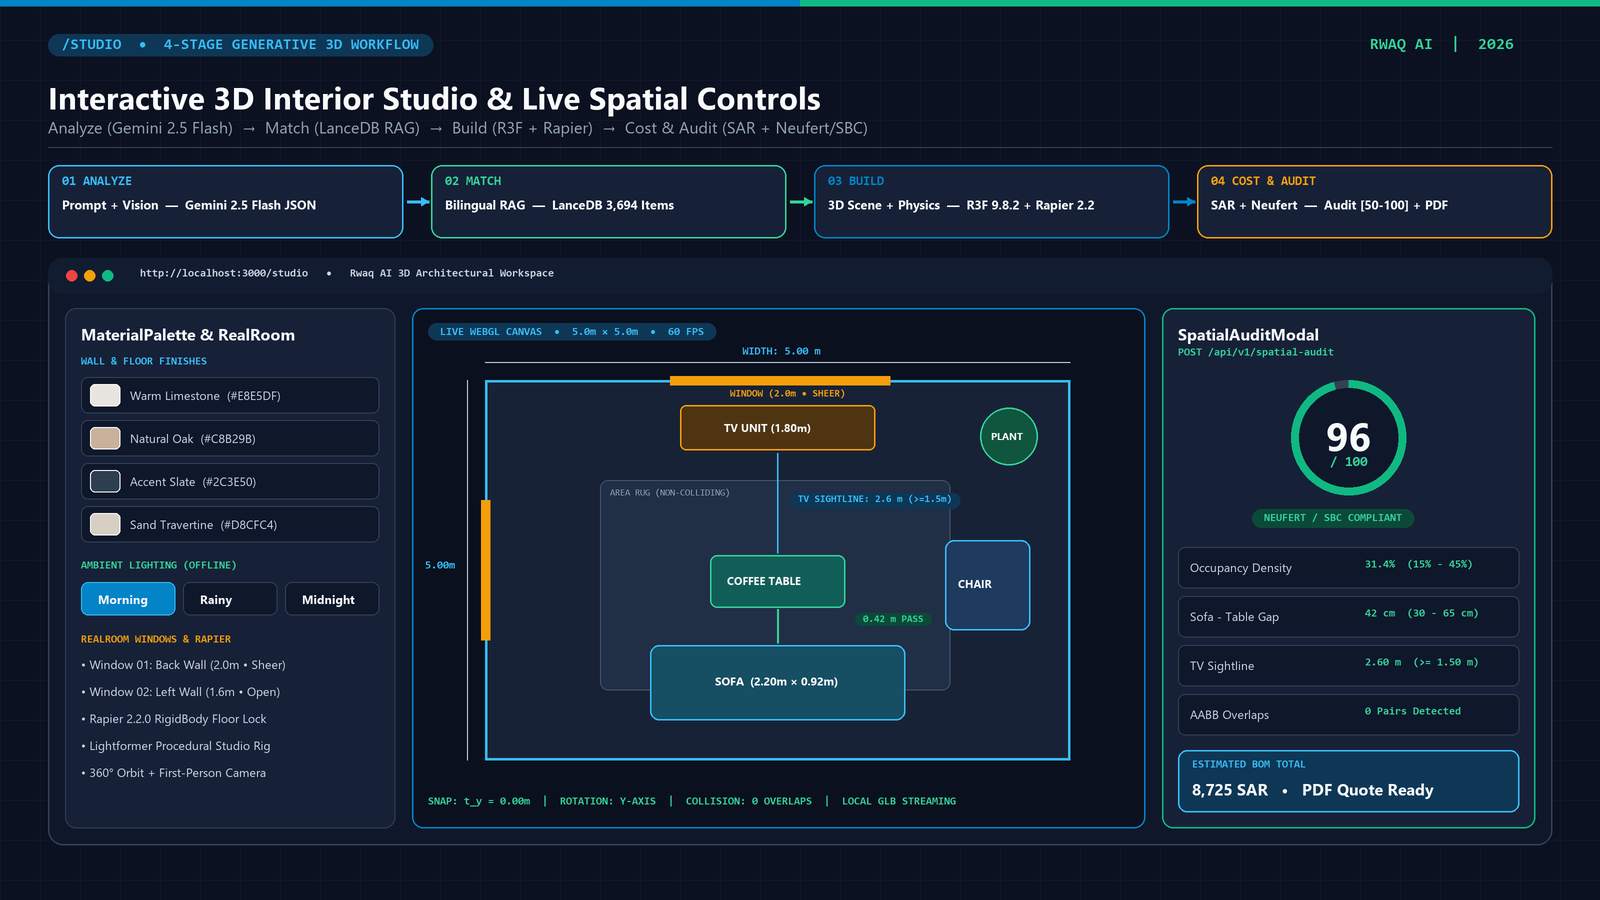 /STUDIO • 4-STAGE GENERATIVE 3D WORKFLOW
RWAQ AI | 2026
Interactive 3D Interior Studio & Live Spatial Controls
Analyze (Gemini 2.5 Flash) → Match (LanceDB RAG) → Build (R3F + Rapier) → Cost & Audit (SAR + Neufert/SBC)
01 ANALYZE
Prompt + Vision — Gemini 2.5 Flash JSON
02 MATCH
Bilingual RAG — LanceDB 3,694 Items
03 BUILD
3D Scene + Physics — R3F 9.8.2 + Rapier 2.2
04 COST & AUDIT
SAR + Neufert — Audit [50-100] + PDF
http://localhost:3000/studio • Rwaq AI 3D Architectural Workspace
MaterialPalette & RealRoom
WALL & FLOOR FINISHES
Warm Limestone (#E8E5DF)
Natural Oak (#C8B29B)
Accent Slate (#2C3E50)
Sand Travertine (#D8CFC4)
AMBIENT LIGHTING (OFFLINE)
Morning
Rainy
Midnight
REALROOM WINDOWS & RAPIER
• Window 01: Back Wall (2.0m • Sheer)
• Window 02: Left Wall (1.6m • Open)
• Rapier 2.2.0 RigidBody Floor Lock
• Lightformer Procedural Studio Rig
• 360° Orbit + First-Person Camera
LIVE WEBGL CANVAS • 5.0m × 5.0m • 60 FPS
WIDTH: 5.00 m
WINDOW (2.0m • SHEER)
TV UNIT (1.80m)
PLANT
AREA RUG (NON-COLLIDING)
TV SIGHTLINE: 2.6 m (>=1.5m)
5.00m
COFFEE TABLE
CHAIR
0.42 m PASS
SOFA (2.20m × 0.92m)
SNAP: t_y = 0.00m | ROTATION: Y-AXIS | COLLISION: 0 OVERLAPS | LOCAL GLB STREAMING
SpatialAuditModal
POST /api/v1/spatial-audit
96
/ 100
NEUFERT / SBC COMPLIANT
Occupancy Density
31.4% (15% - 45%)
Sofa - Table Gap
42 cm (30 - 65 cm)
TV Sightline
2.60 m (>= 1.50 m)
AABB Overlaps
0 Pairs Detected
ESTIMATED BOM TOTAL
8,725 SAR • PDF Quote Ready